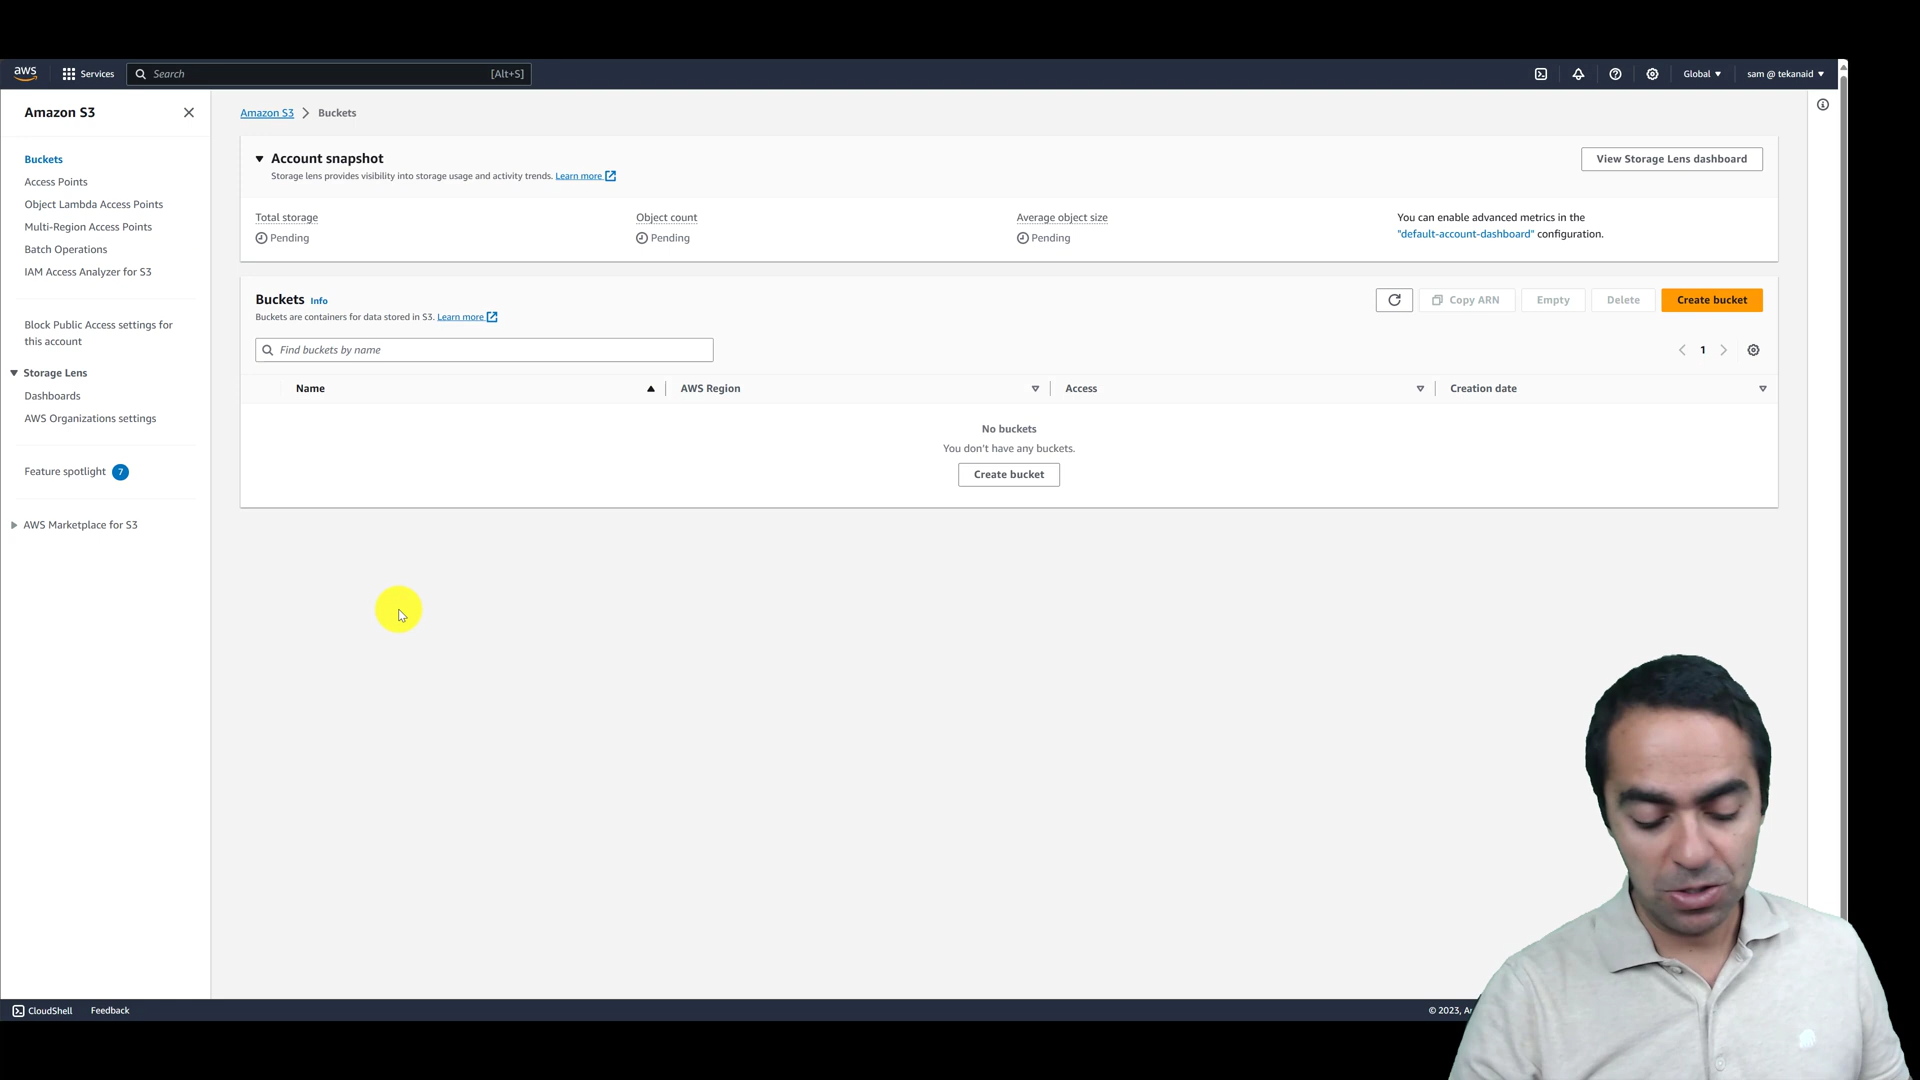 aws
Services
Search
[Alt+S]
Global
sam @ tekanaid
Amazon S3
Buckets
Access Points
Object Lambda Access Points
Multi-Region Access Points
Batch Operations
IAM Access Analyzer for S3
Block Public Access settings for
this account
Storage Lens
Dashboards
AWS Organizations settings
Feature spotlight 7
AWS Marketplace for S3
Amazon S3 Buckets
Account snapshot
Storage lens provides visibility into storage usage and activity trends. Learn more
View Storage Lens dashboard
Total storage
Pending
Object count
Pending
Average object size
Pending
You can enable advanced metrics in the
"default-account-dashboard" configuration.
Buckets Info
Buckets are containers for data stored in S3. Learn more
Copy ARN
Empty
Delete
Create bucket
Find buckets by name
1
Name
AWS Region
Access
Creation date
No buckets
You don't have any buckets.
Create bucket
CloudShell
Feedback
© 2023,